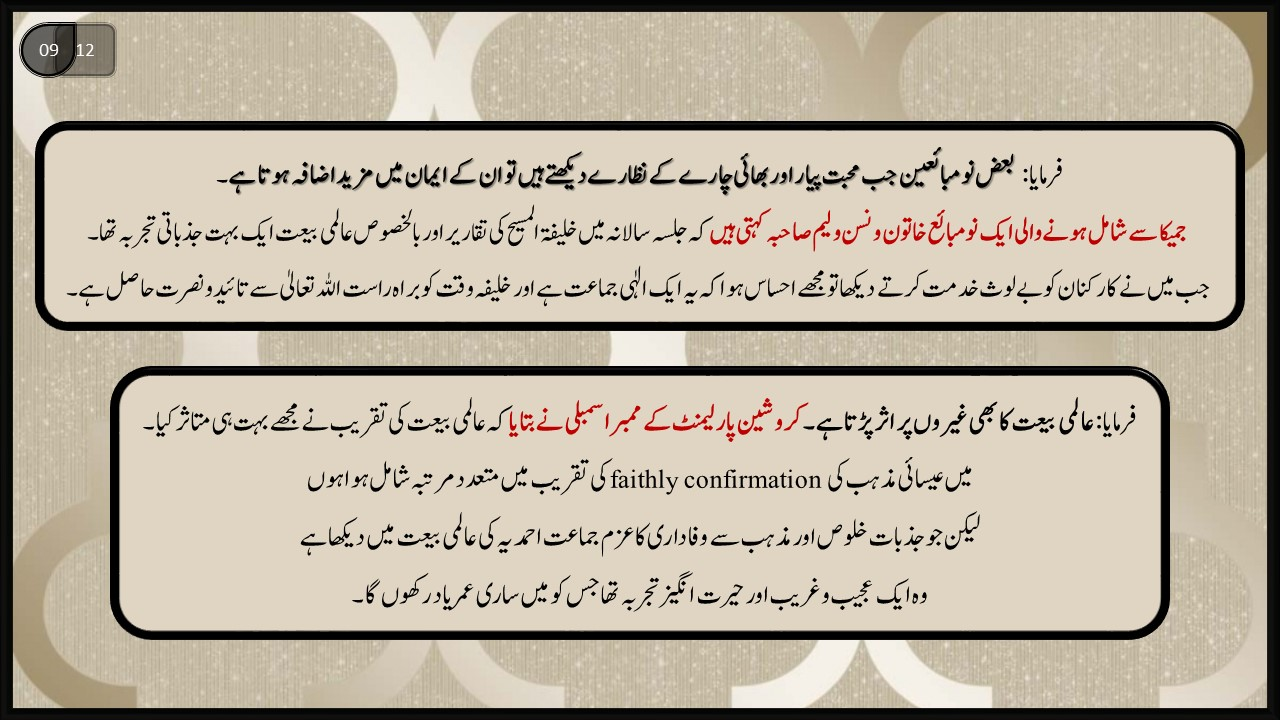 09 12
فرمایا: بعض نو مبائعین جب محبت پیار اور بھائی چارے کے نظارے دیکھتے ہیں تو ان کے ایمان میں مزید اضافہ ہوتا ہے۔
جمیکا سے شامل ہونے والی ایک نو مبائع خاتون ونسن ولیم صاحبہ کہتی ہیں کہ جلسہ سالانہ میں خلیفۃ المسیح کی تقاریر اور بالخصوص عالمی بیعت ایک بہت جذباتی تجربہ تھا۔
جب میں نے کارکنان کو بے لوث خدمت کرتے دیکھا تو مجھے احساس ہوا کہ یہ ایک الٰہی جماعت ہے اور خلیفہ وقت کو براہ راست اللہ تعالیٰ سے تائید و نصرت حاصل ہے۔
فرمایا: عالمی بیعت کا بھی غیروں پر اثر پڑتا ہے۔ کروشین پارلیمنٹ کے ممبر اسمبلی نے بتایا کہ عالمی بیعت کی تقریب نے مجھے بہت ہی متاثر کیا۔
میں عیسائی مذہب کی faithly confirmation کی تقریب میں متعدد مرتبہ شامل ہوا ہوں
لیکن جو جذبات خلوص اور مذہب سے وفاداری کا عزم جماعت احمدیہ کی عالمی بیعت میں دیکھا ہے
وہ ایک عجیب و غریب اور حیرت انگیز تجربہ تھا جس کو میں ساری عمر یاد رکھوں گا۔